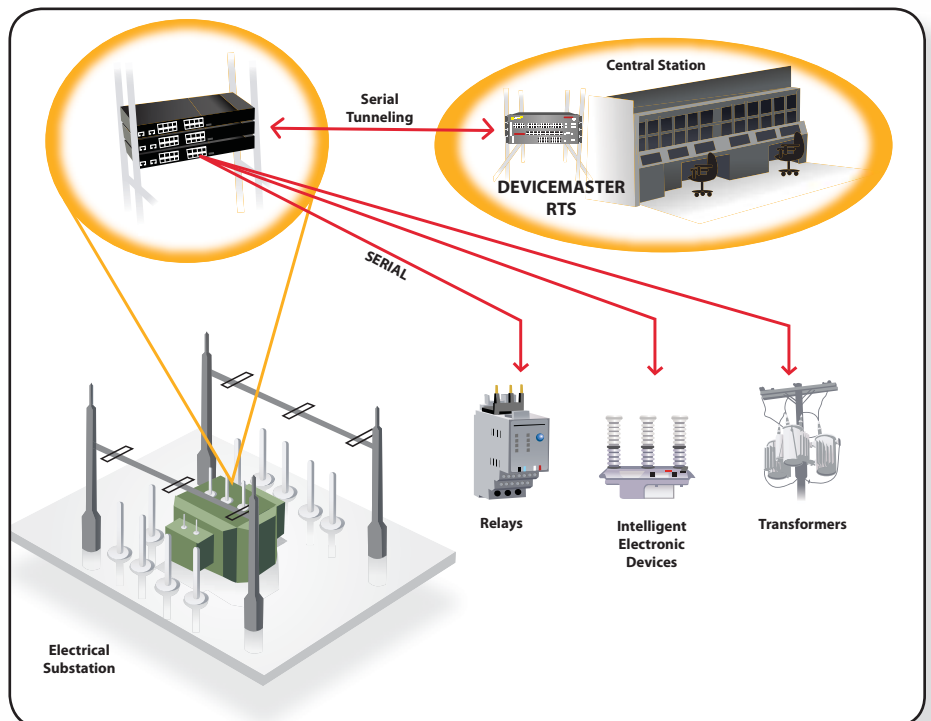 Central Station
Serial
Tunneling
DEVICEMASTER
RTS
SERIAL
Relays
Intelligent
Electronic
Devices
Transformers
Electrical
Substation